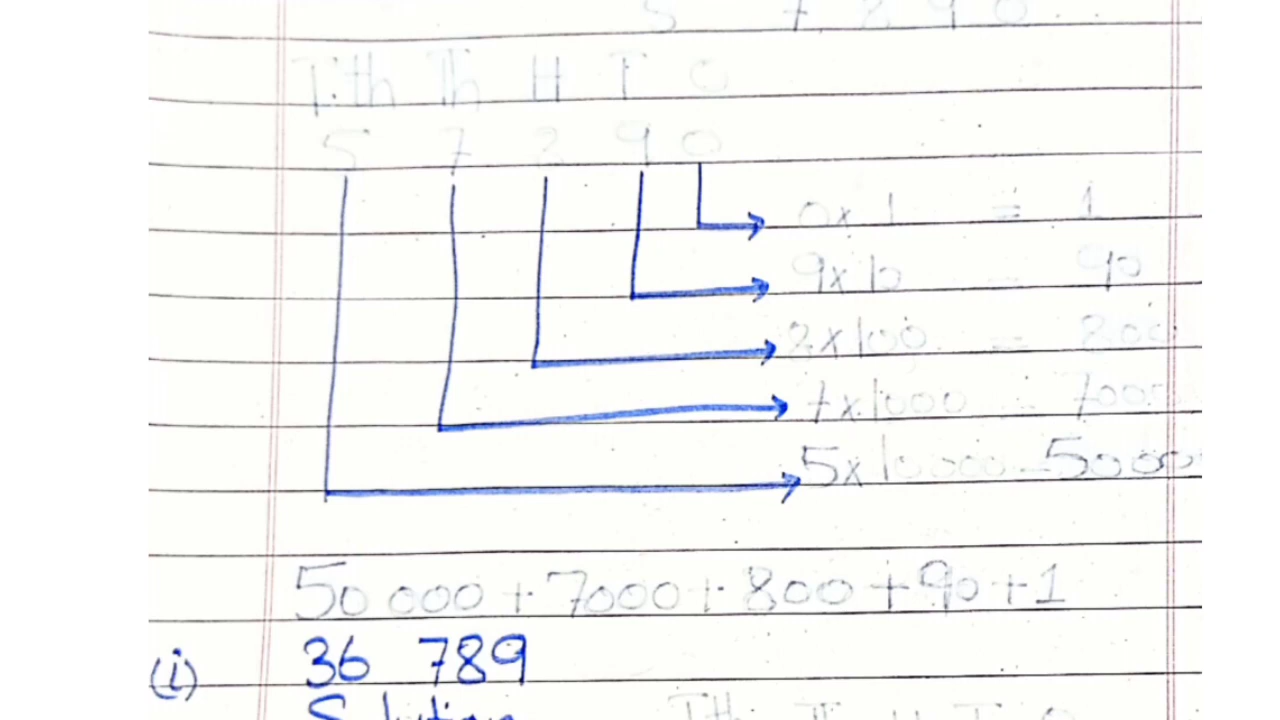 5 7 8 9 0
T.th Th H T O
5 7 8 9 0
0x1 = 1
9x10 = 90
8x100 = 800
7x1000 = 7000
5x10000 = 50000
50 000 + 7000 + 800 + 90 + 1
(i) 36 789
Solution
T.th Th H T O